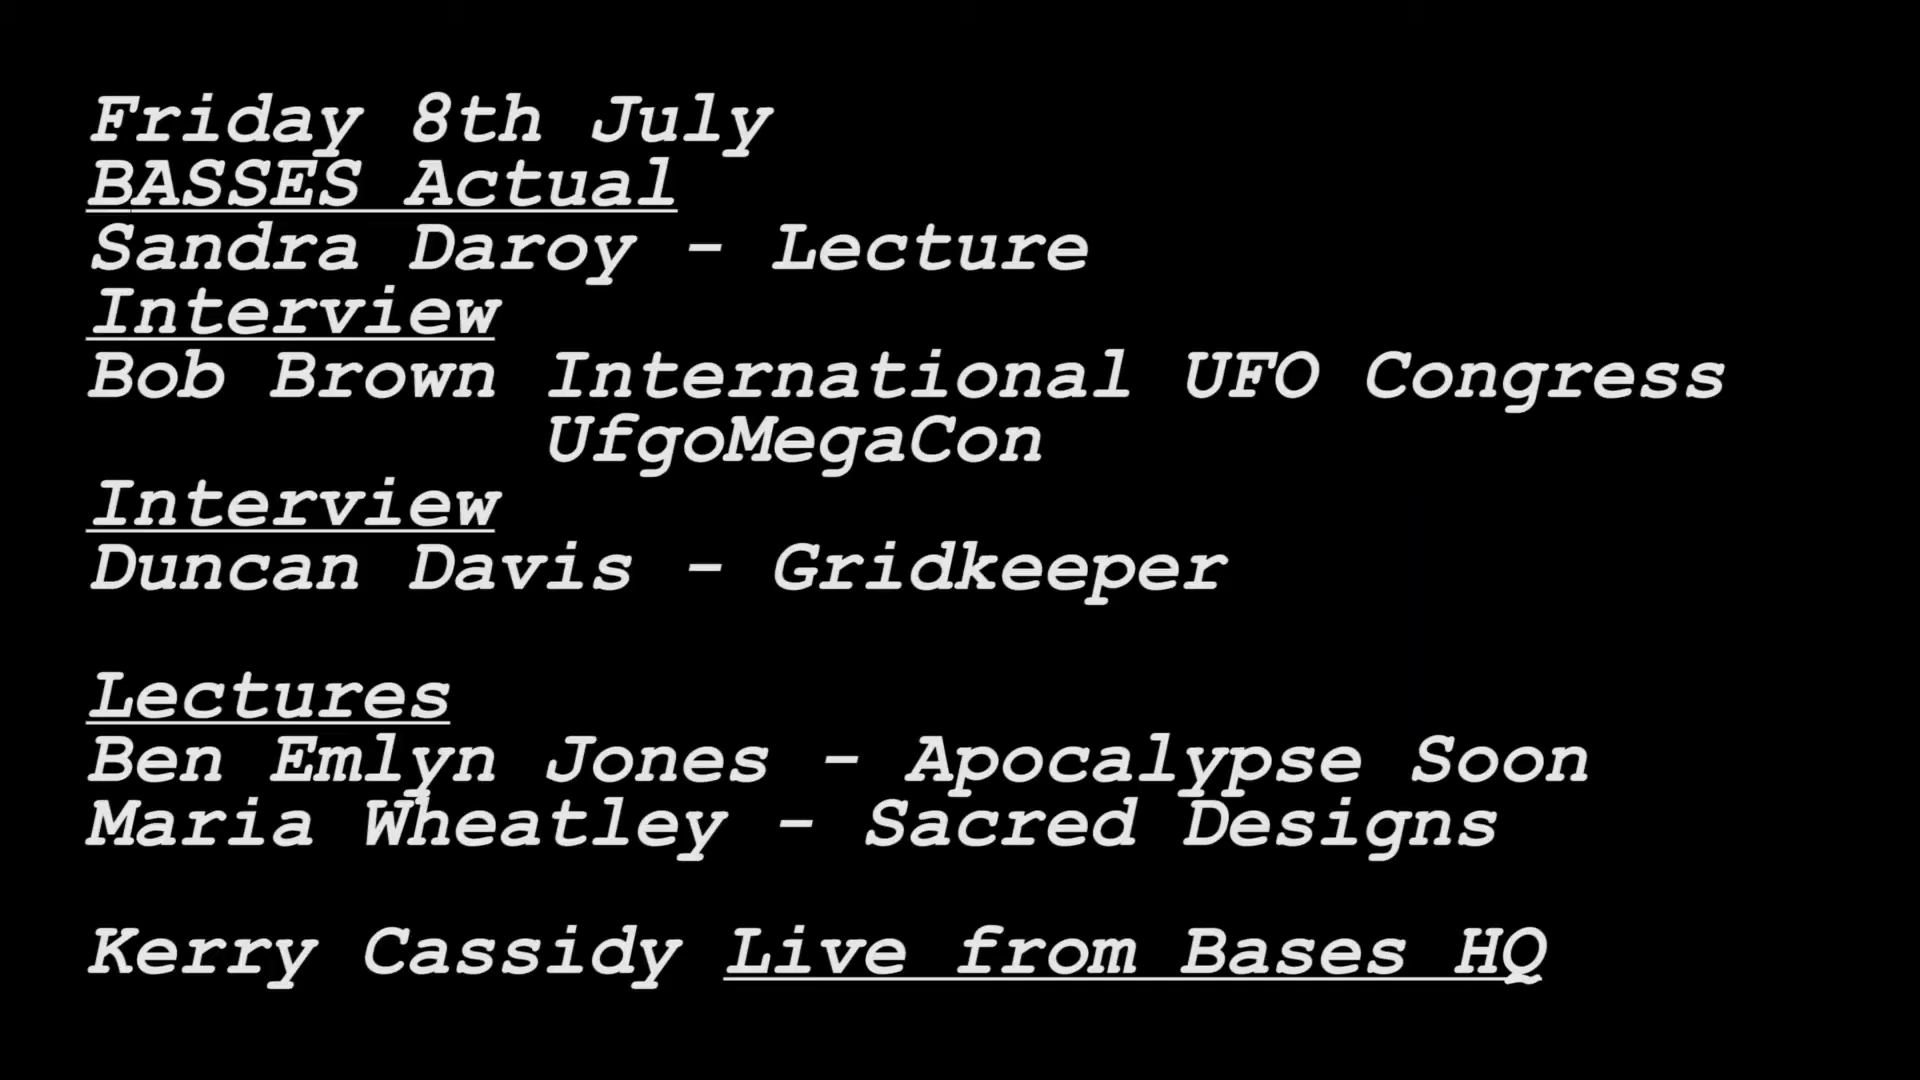 Friday 8th July
BASSES Actual
Sandra Daroy - Lecture
Interview
Bob Brown International UFO Congress
UfgoMegaCon
Interview
Duncan Davis - Gridkeeper
Lectures
Ben Emlyn Jones - Apocalypse Soon
Maria Wheatley - Sacred Designs
Kerry Cassidy Live from Bases HQ